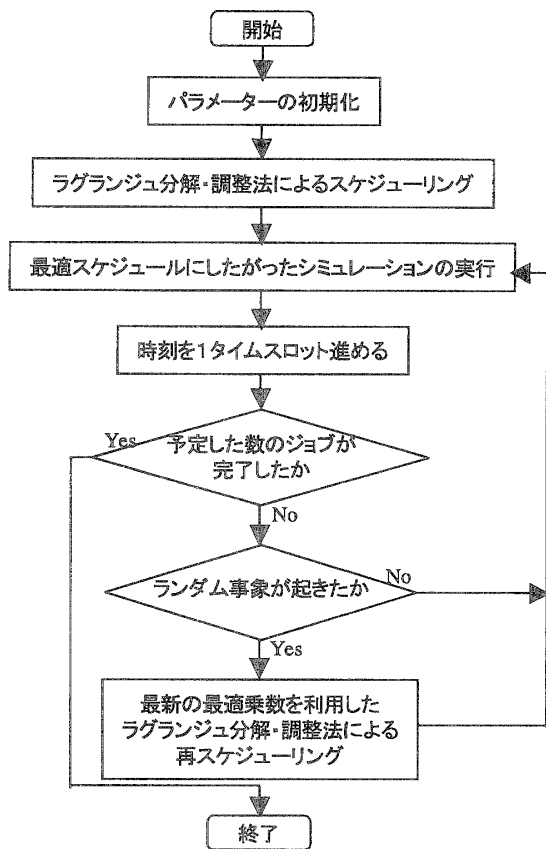 開始
パラメーターの初期化
ラグランジュ分解・調整法によるスケジューリング
最適スケジュールにしたがったシミュレーションの実行
時刻を1タイムスロット進める
Yes
予定した数のジョブが
完了したか
No
ランダム事象が起きたか
No
Yes
最新の最適乗数を利用した
ラグランジュ分解・調整法による
再スケジューリング
終了